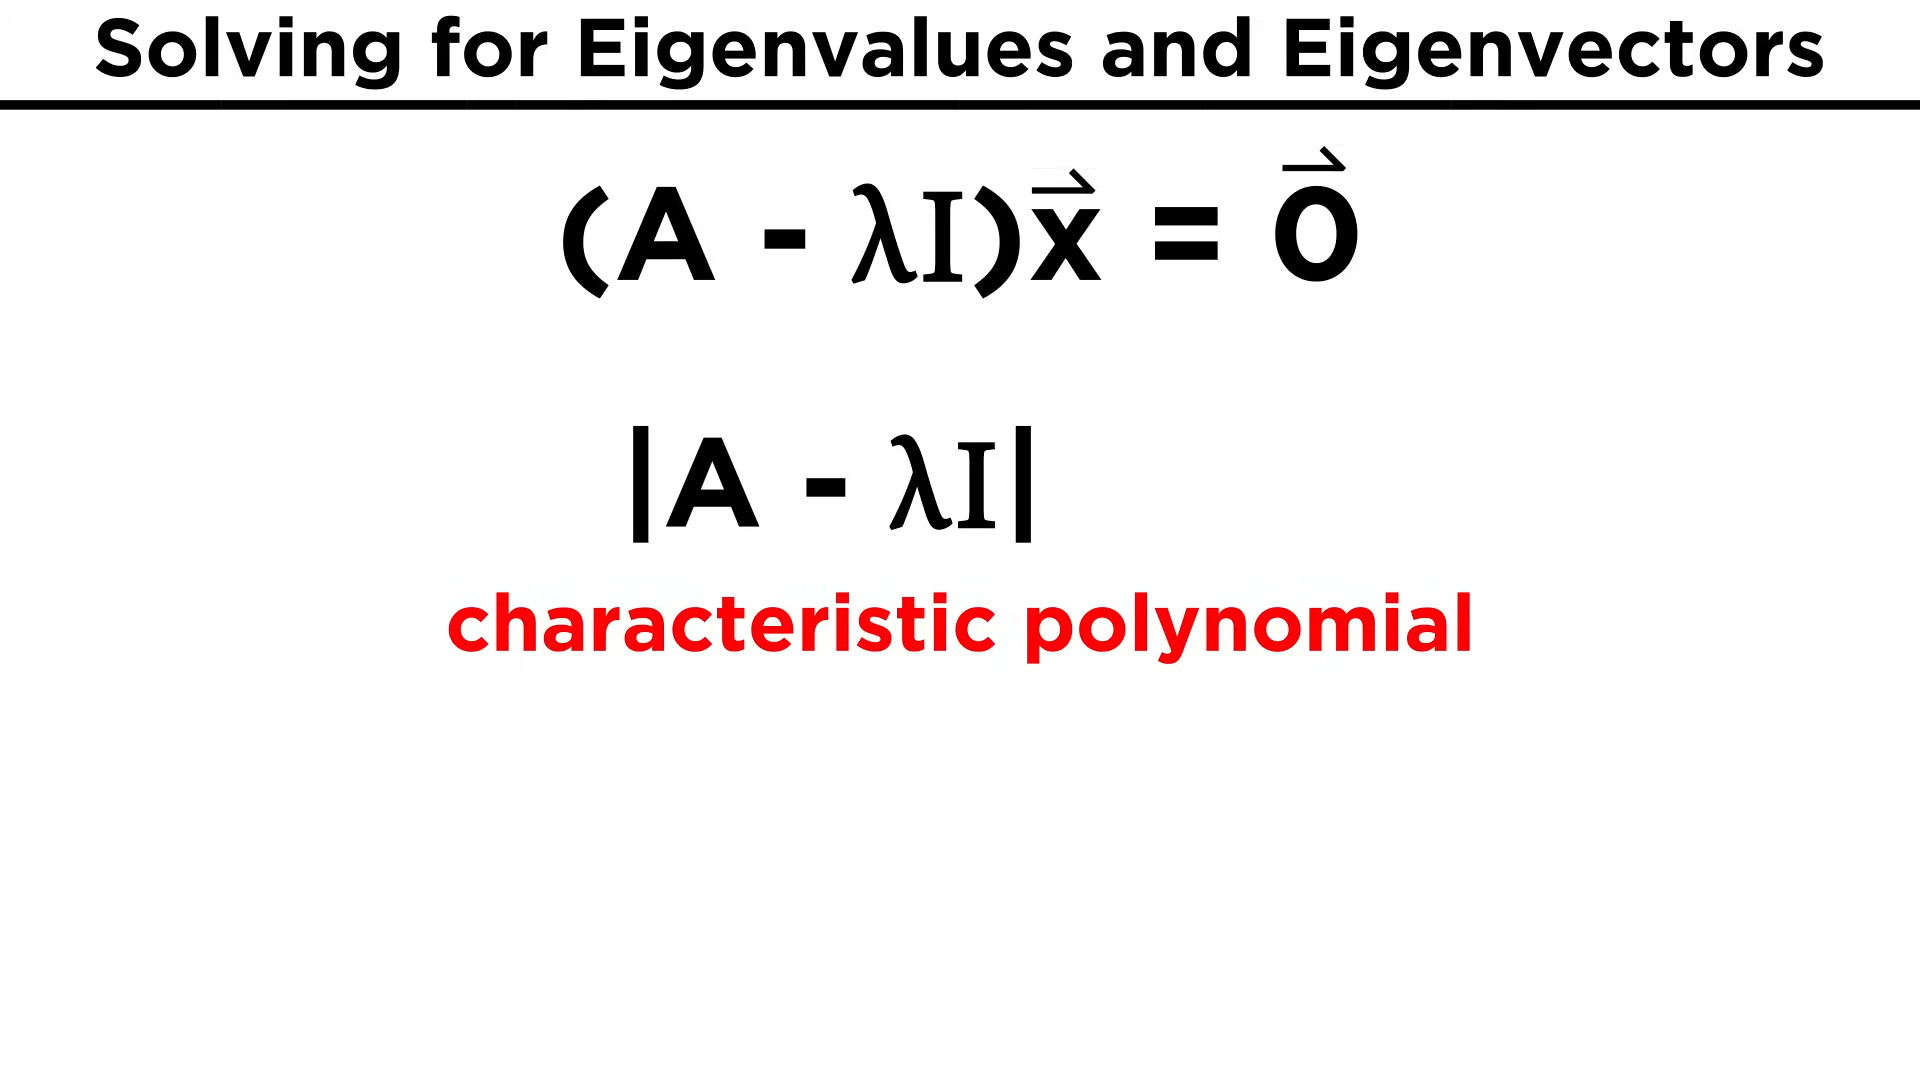 Solving for Eigenvalues and Eigenvectors
(A - λI)x⃗ = 0⃗
|A - λI|
characteristic polynomial